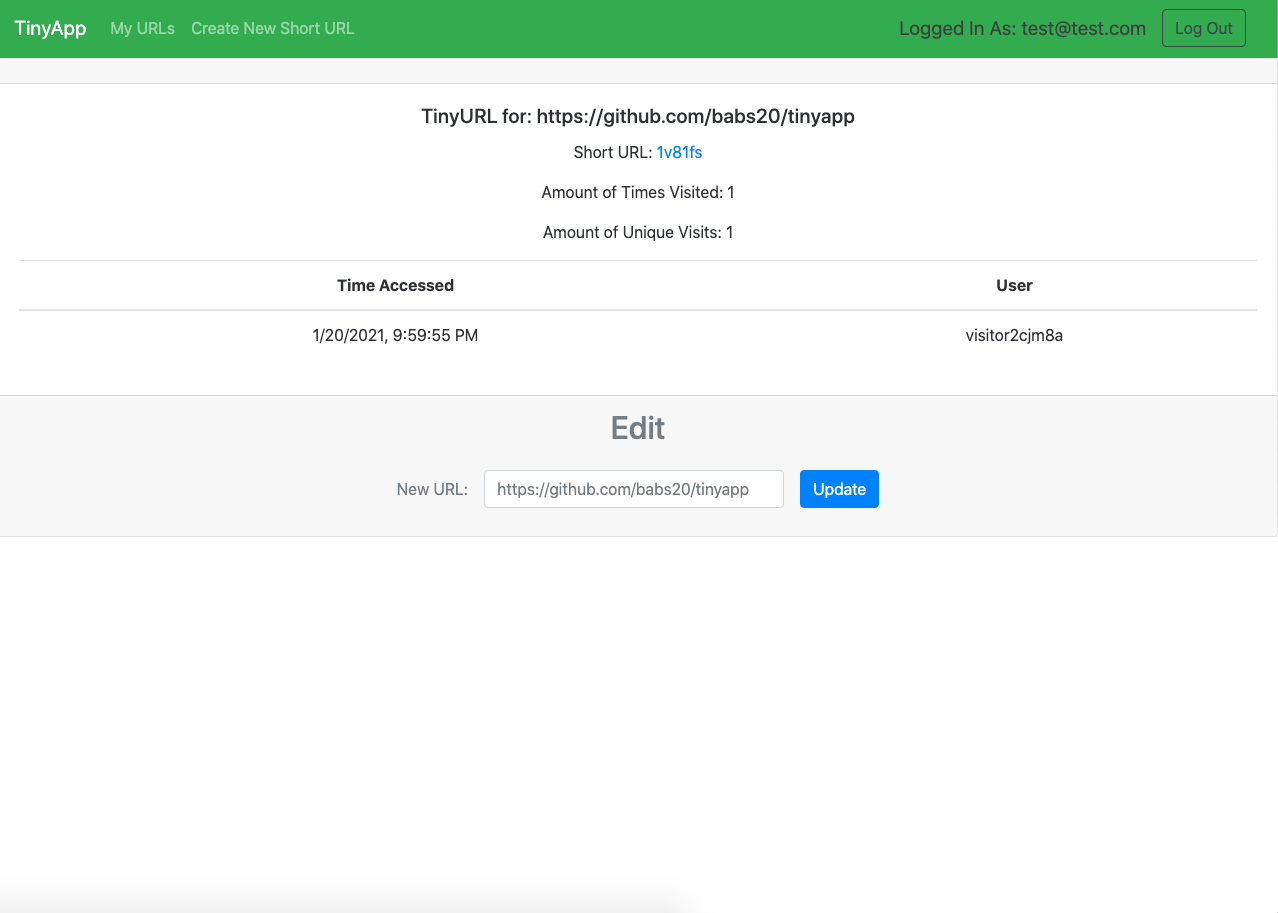 TinyApp My URLs Create New Short URL Logged In As: test@test.com Log Out
TinyURL for: https://github.com/babs20/tinyapp
Short URL: 1v81fs
Amount of Times Visited: 1
Amount of Unique Visits: 1
Time Accessed User
1/20/2021, 9:59:55 PM visitor2cjm8a
Edit
New URL: https://github.com/babs20/tinyapp Update